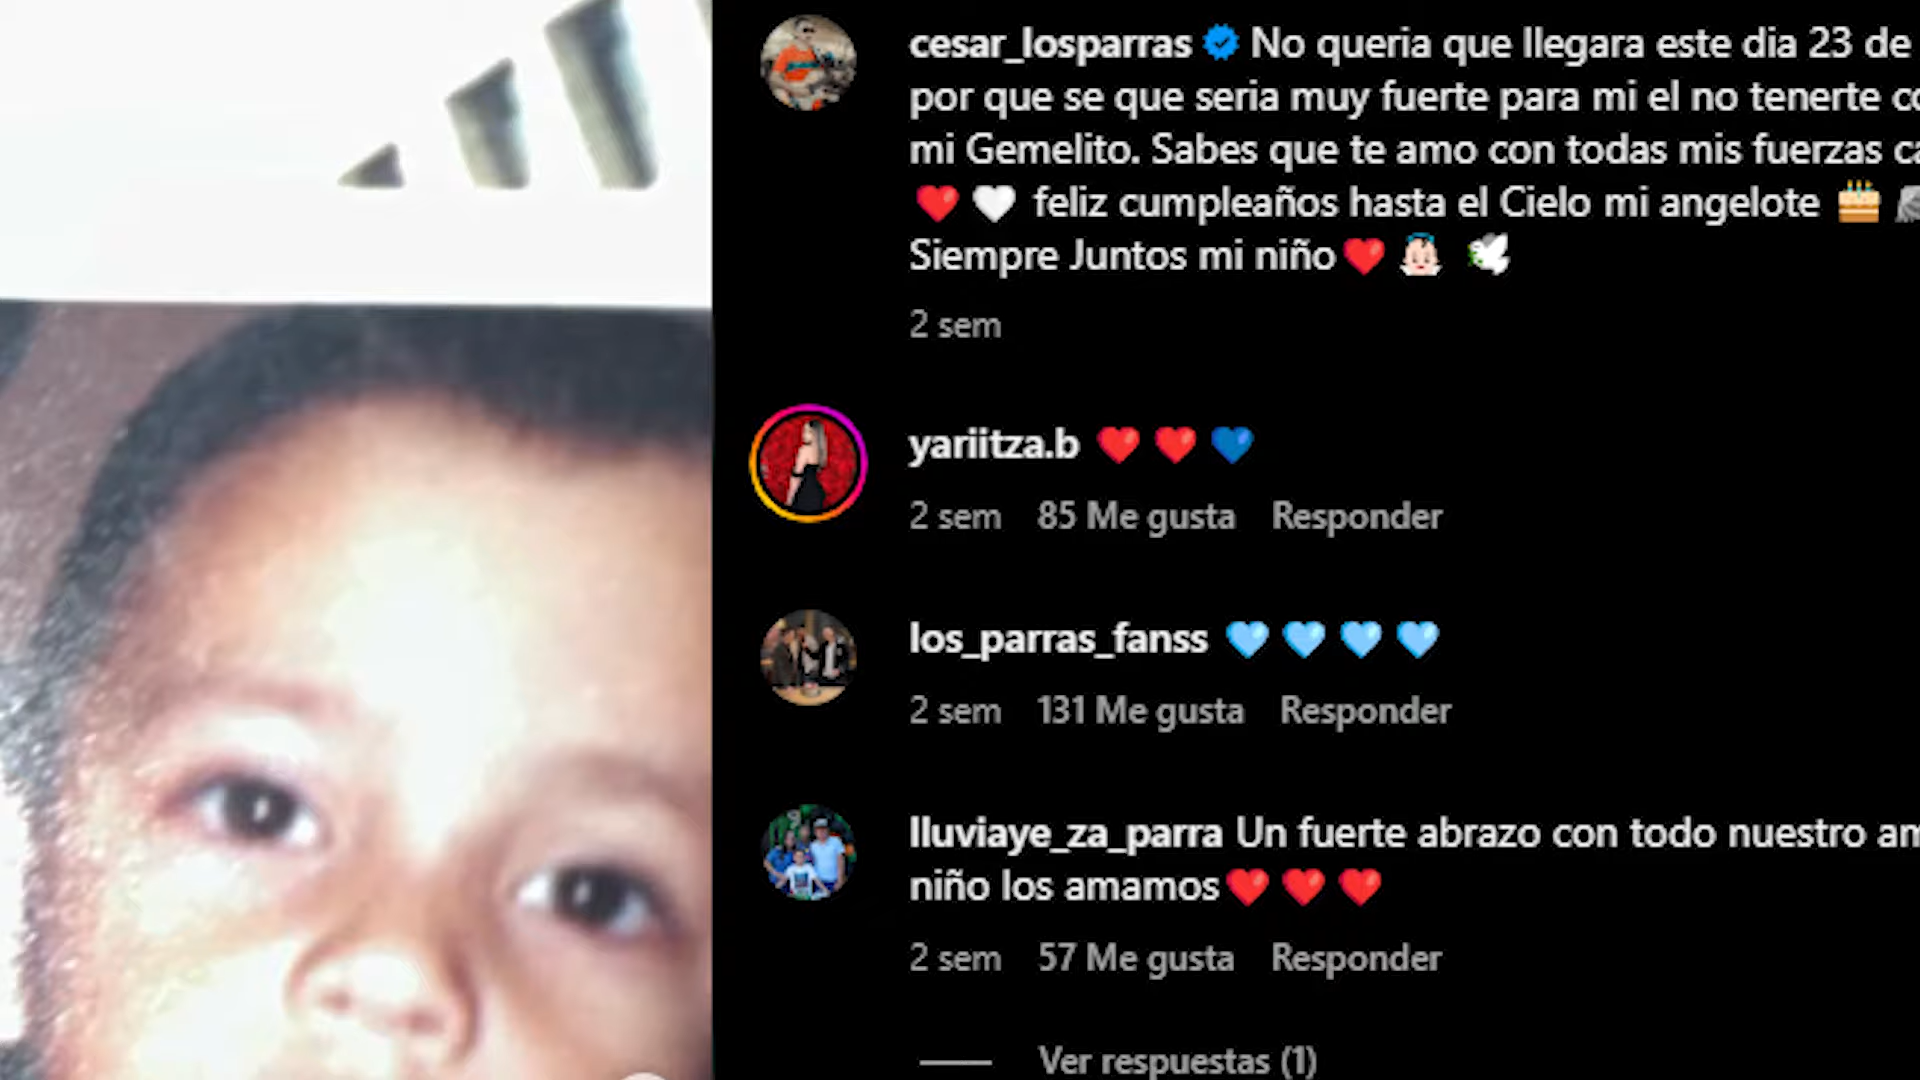 cesar_losparras No queria que llegara este dia 23 de
por que se que seria muy fuerte para mi el no tenerte
mi Gemelito. Sabes que te amo con todas mis fuerzas
❤️🤍 feliz cumpleaños hasta el Cielo mi angelote 🎂
Siempre Juntos mi niño❤️👼🏻 🕊️
2 sem
yariitza.b ❤️❤️💙
2 sem 85 Me gusta Responder
los_parras_fanss 🩵🩵🩵🩵
2 sem 131 Me gusta Responder
lluviaye_za_parra Un fuerte abrazo con todo nuestro
niño los amamos❤️❤️❤️
2 sem 57 Me gusta Responder
Ver respuestas (1)